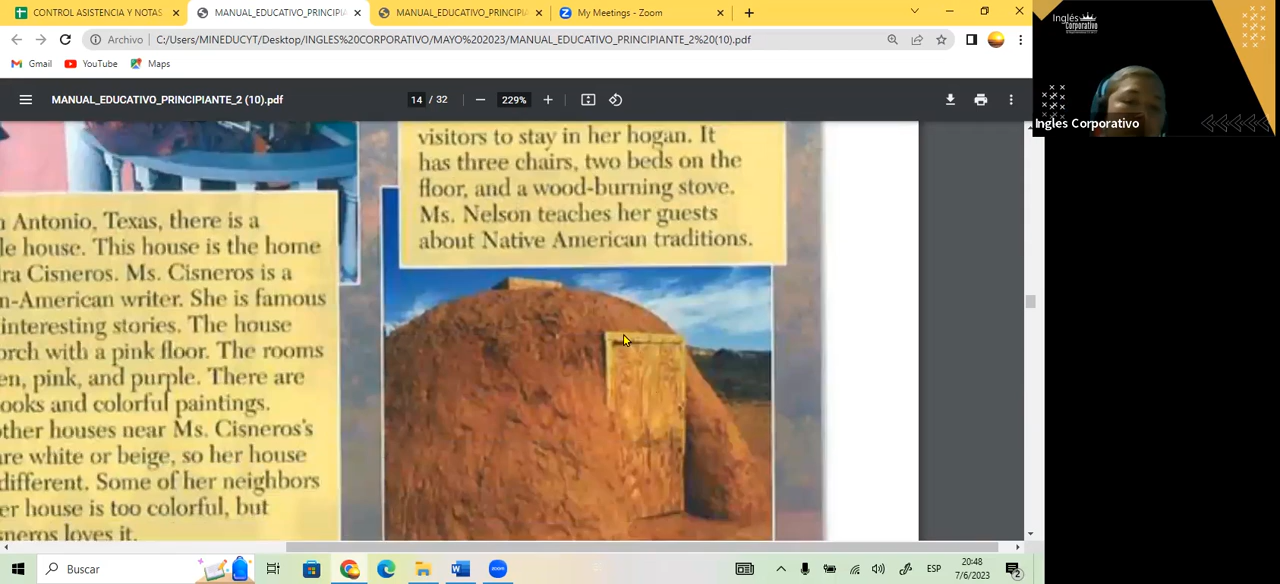 CONTROL ASISTENCIA Y NOTAS
MANUAL_EDUCATIVO_PRINCIPIA
MANUAL_EDUCATIVO_PRINCIPIA
My Meetings - Zoom
Archivo
C:/Users/MINEDUCYT/Desktop/INGLES%20CORPORATIVO/MAYO%202023/MANUAL_EDUCATIVO_PRINCIPIANTE_2%20(10).pdf
Gmail
YouTube
Maps
MANUAL_EDUCATIVO_PRINCIPIANTE_2 (10).pdf
14 / 32
229%
visitors to stay in her hogan. It
has three chairs, two beds on the
floor, and a wood-burning stove.
Ms. Nelson teaches her guests
about Native American traditions.
n Antonio, Texas, there is a
le house. This house is the home
ra Cisneros. Ms. Cisneros is a
n-American writer. She is famous
interesting stories. The house
orch with a pink floor. The rooms
en, pink, and purple. There are
ooks and colorful paintings.
other houses near Ms. Cisneros's
are white or beige, so her house
different. Some of her neighbors
er house is too colorful, but
sneros loves it.
Inglés
Corporativo
Ingles Corporativo
Buscar
ESP
20:48
7/6/2023
2